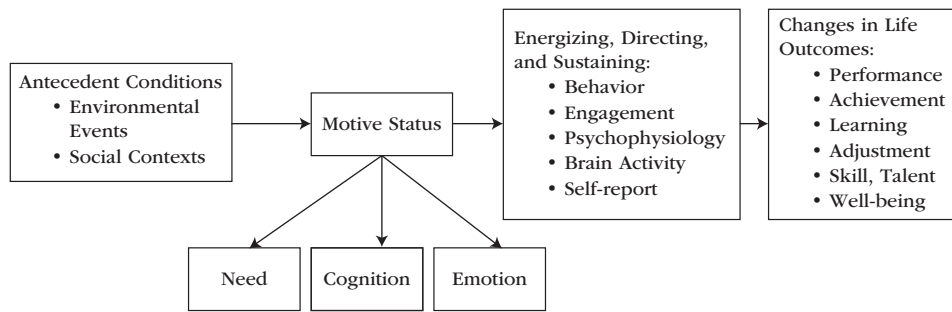 Antecedent Conditions
• Environmental
Events
• Social Contexts
Motive Status
Need
Cognition
Emotion
Energizing, Directing,
and Sustaining:
• Behavior
• Engagement
• Psychophysiology
• Brain Activity
• Self-report
Changes in Life
Outcomes:
• Performance
• Achievement
• Learning
• Adjustment
• Skill, Talent
• Well-being